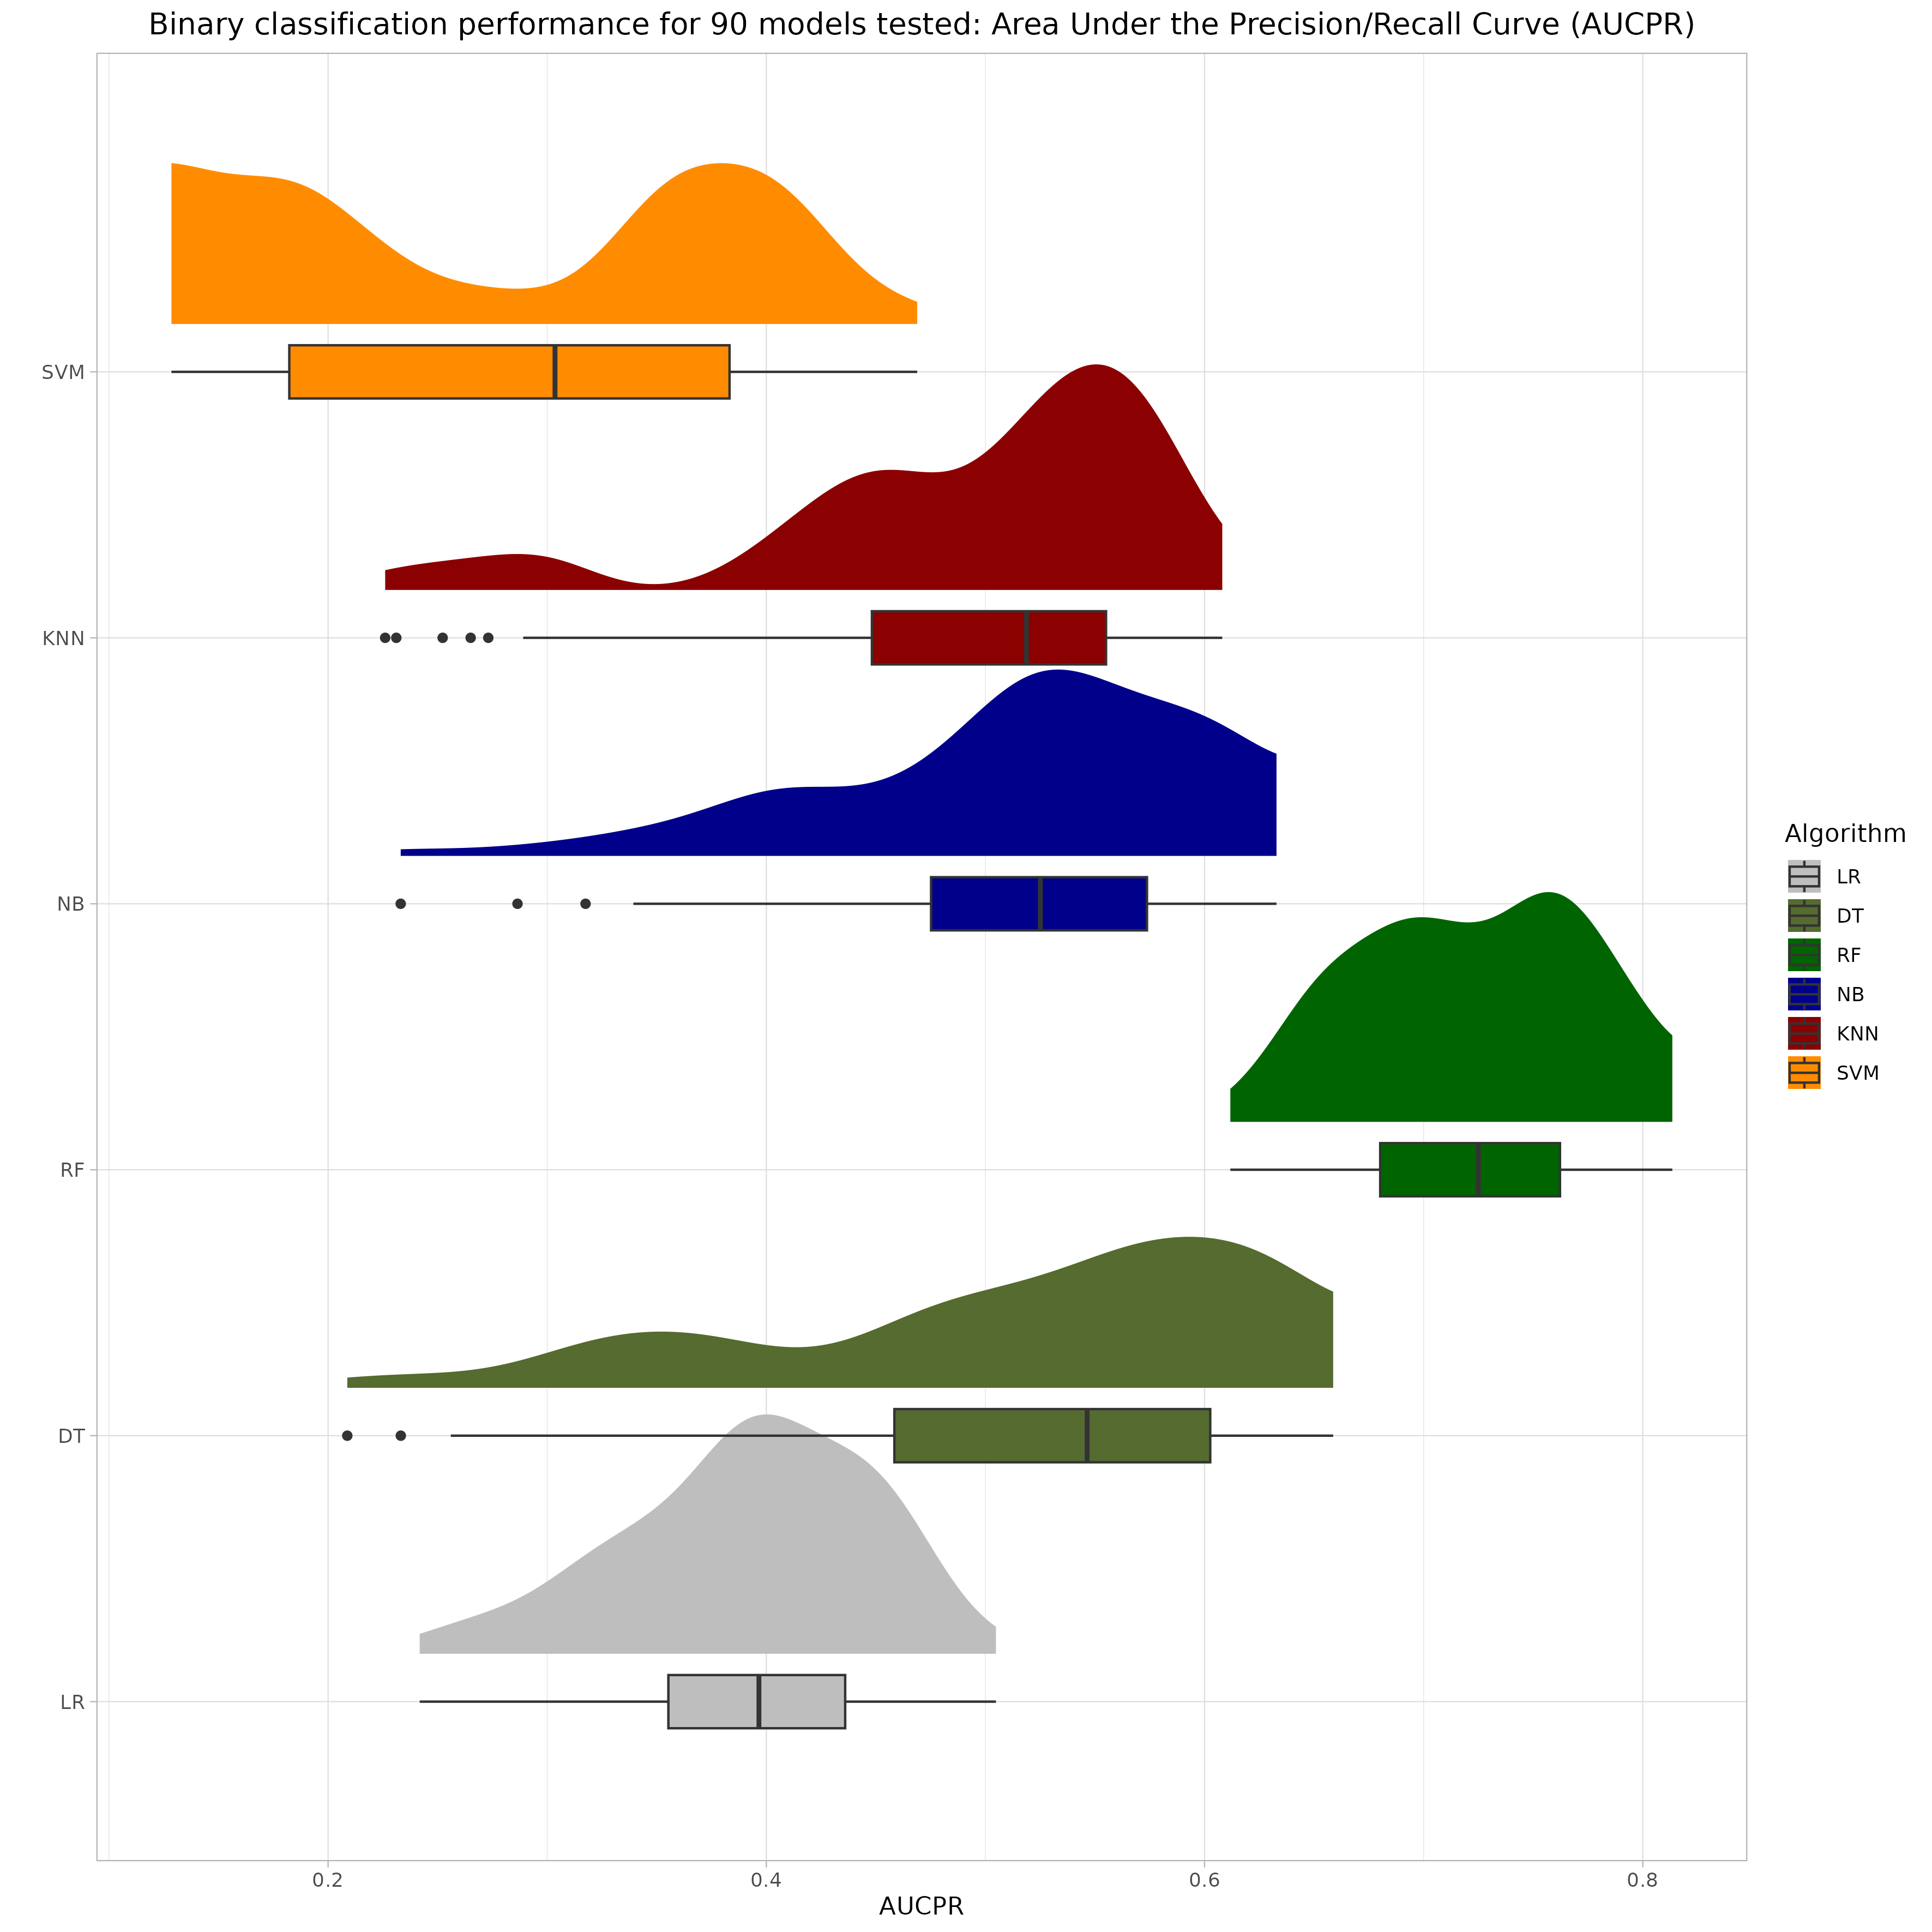 Binary classification performance for 90 models tested: Area Under the Precision/Recall Curve (AUCPR)
SVM
KNN
NB
RF
DT
LR
0.2 0.4 0.6 0.8
AUCPR
Algorithm
LR
DT
RF
NB
KNN
SVM